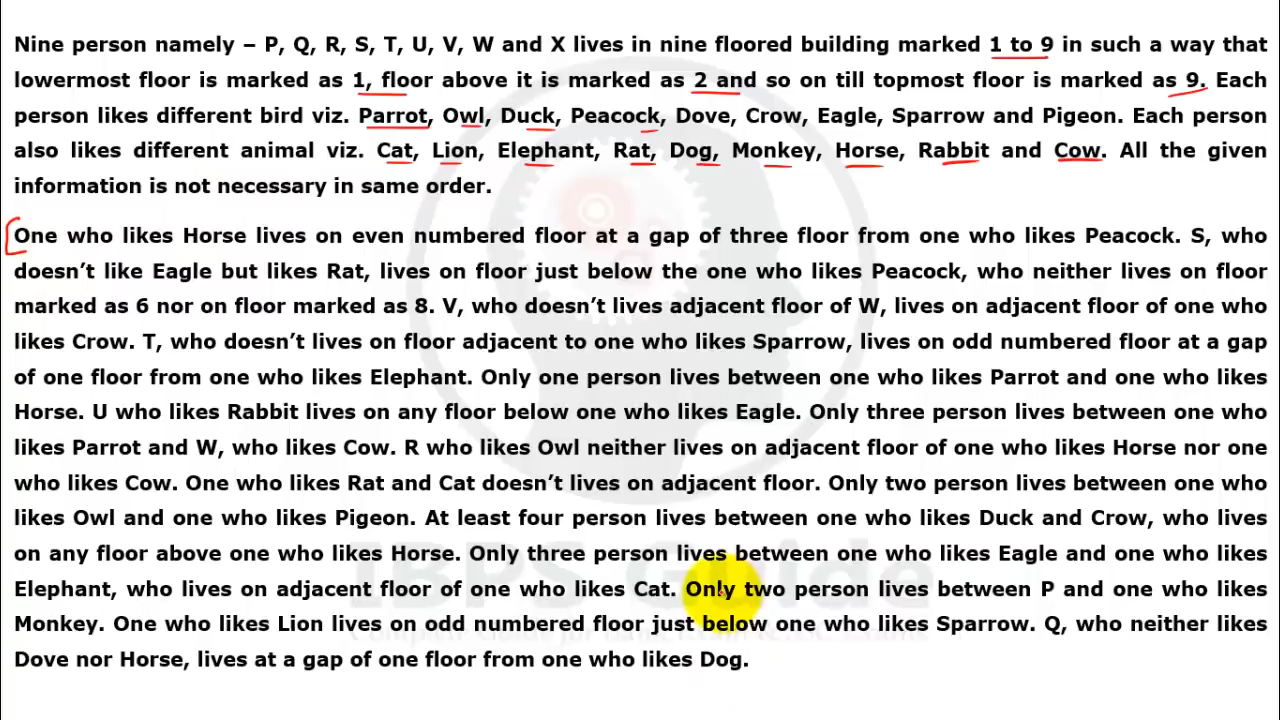 Nine person namely – P, Q, R, S, T, U, V, W and X lives in nine floored building marked 1 to 9 in such a way that
lowermost floor is marked as 1, floor above it is marked as 2 and so on till topmost floor is marked as 9. Each
person likes different bird viz. Parrot, Owl, Duck, Peacock, Dove, Crow, Eagle, Sparrow and Pigeon. Each person
also likes different animal viz. Cat, Lion, Elephant, Rat, Dog, Monkey, Horse, Rabbit and Cow. All the given
information is not necessary in same order.
One who likes Horse lives on even numbered floor at a gap of three floor from one who likes Peacock. S, who
doesn't like Eagle but likes Rat, lives on floor just below the one who likes Peacock, who neither lives on floor
marked as 6 nor on floor marked as 8. V, who doesn't lives adjacent floor of W, lives on adjacent floor of one who
likes Crow. T, who doesn't lives on floor adjacent to one who likes Sparrow, lives on odd numbered floor at a gap
of one floor from one who likes Elephant. Only one person lives between one who likes Parrot and one who likes
Horse. U who likes Rabbit lives on any floor below one who likes Eagle. Only three person lives between one who
likes Parrot and W, who likes Cow. R who likes Owl neither lives on adjacent floor of one who likes Horse nor one
who likes Cow. One who likes Rat and Cat doesn't lives on adjacent floor. Only two person lives between one who
likes Owl and one who likes Pigeon. At least four person lives between one who likes Duck and Crow, who lives
on any floor above one who likes Horse. Only three person lives between one who likes Eagle and one who likes
Elephant, who lives on adjacent floor of one who likes Cat. Only two person lives between P and one who likes
Monkey. One who likes Lion lives on odd numbered floor just below one who likes Sparrow. Q, who neither likes
Dove nor Horse, lives at a gap of one floor from one who likes Dog.
IBPS Guide